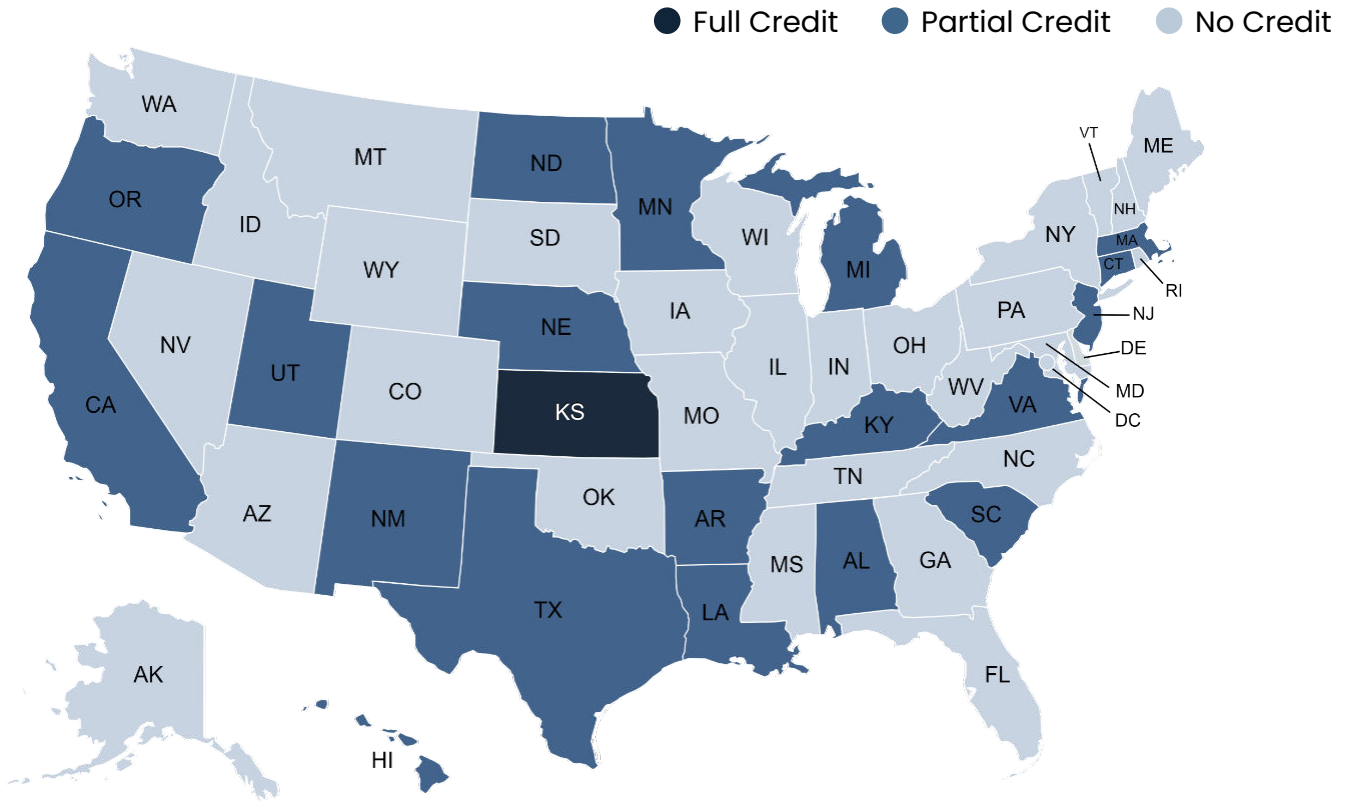 Full Credit
Partial Credit
No Credit
WA
MT
ND
MN
VT
ME
OR
ID
SD
WI
NH
NY
MA
WY
MI
CT
RI
IA
PA
NJ
NE
NV
OH
DE
UT
IL
IN
CO
WV
MD
CA
KS
MO
KY
VA
DC
NC
TN
OK
AZ
NM
AR
SC
MS
AL
GA
TX
LA
AK
FL
HI